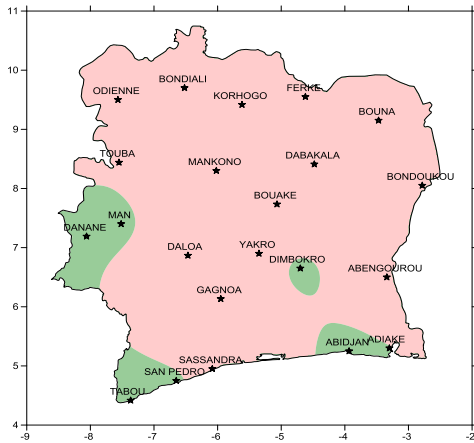 11
10
9
8
7
6
5
4
-9 -8 -7 -6 -5 -4 -3 -2
BONDIALI
ODIENNE
KORHOGO
FERKE
BOUNA
TOUBA
MANKONO
DABAKALA
BONDOUKOU
BOUAKE
MAN
DANANE
DALOA
YAKRO
DIMBOKRO
ABENGOUROU
GAGNOA
SASSANDRA
ABIDJAN
ADIAKE
SAN PEDRO
TABOU